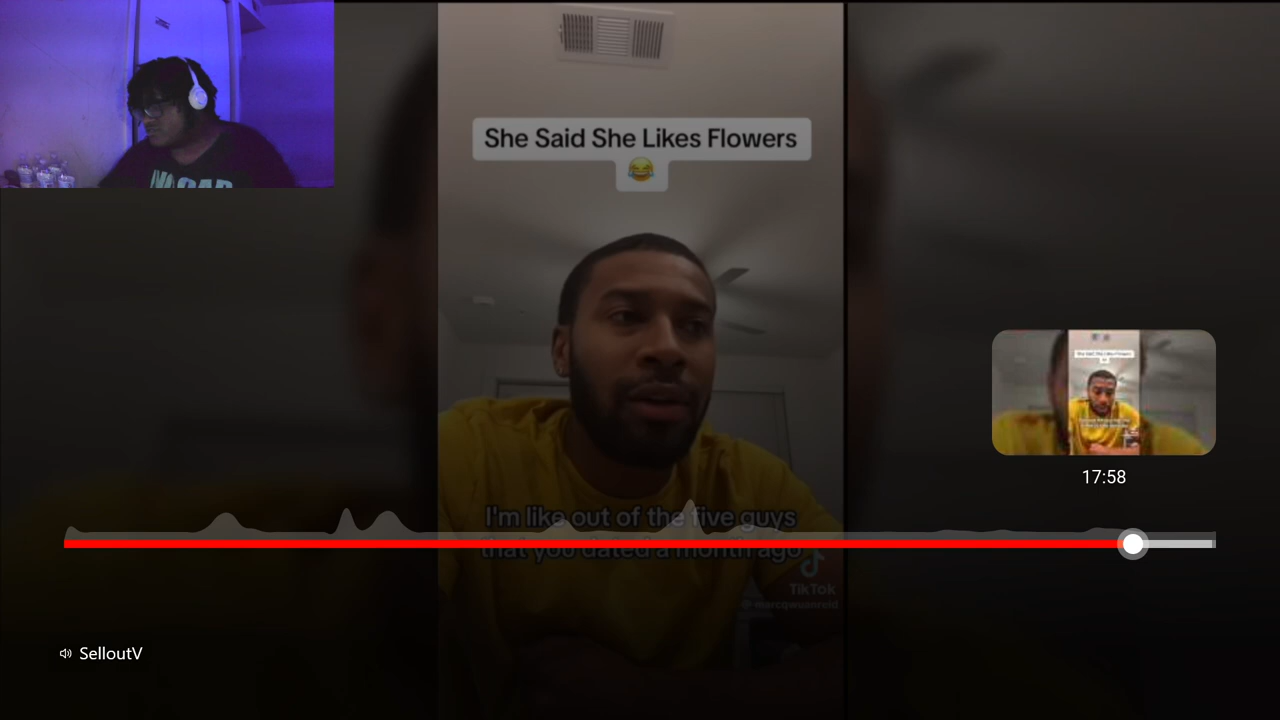 She Said She Likes Flowers
😂
17:58
I'm like out of the five guys
that you dated a month ago
TikTok
@marcqwuanreid
SelloutV